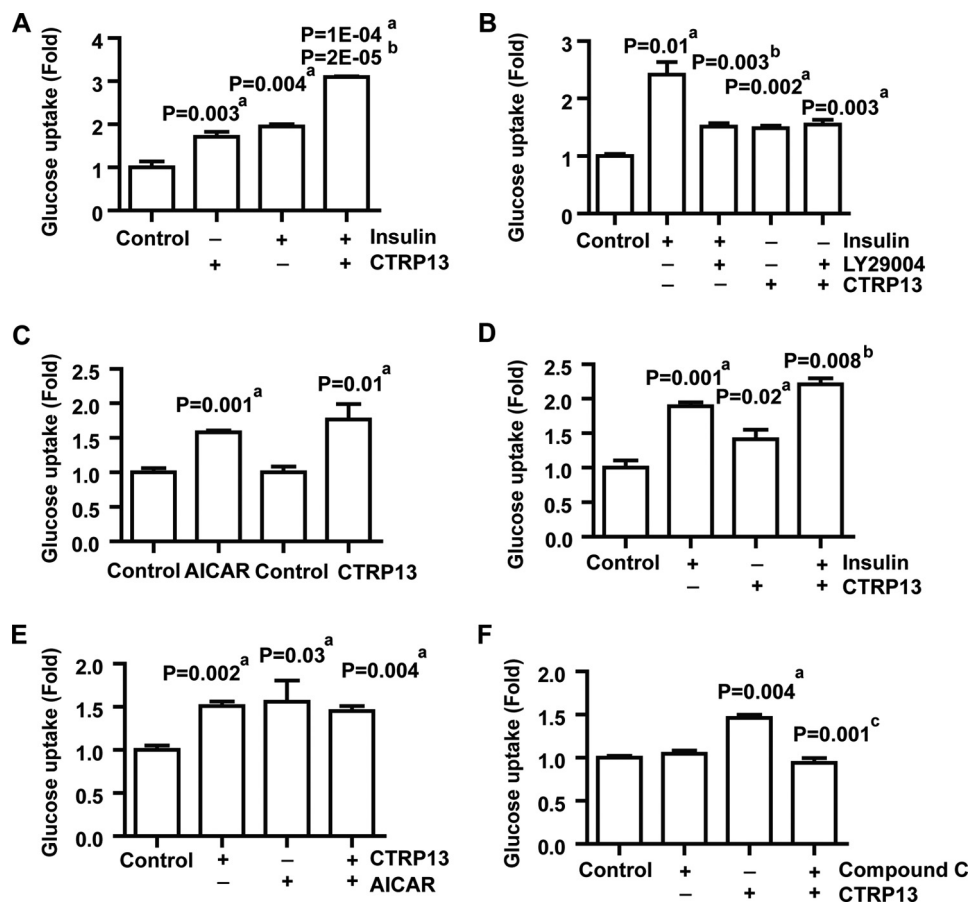 A
Glucose uptake (Fold)
4
3
2
1
0
P=0.003a
P=0.004a
P=1E-04a
P=2E-05b
Control – + + Insulin
+ – + CTRP13
B
Glucose uptake (Fold)
3
2
1
0
P=0.01a
P=0.003b
P=0.002a
P=0.003a
Control + + – – Insulin
– + – + LY29004
– – + + CTRP13
C
Glucose uptake (Fold)
2.5
2.0
1.5
1.0
0.5
0.0
P=0.001a
P=0.01a
Control AICAR Control CTRP13
D
Glucose uptake (Fold)
2.5
2.0
1.5
1.0
0.5
0.0
P=0.001a
P=0.02a
P=0.008b
Control + – + Insulin
– + + CTRP13
E
Glucose uptake (Fold)
2.0
1.5
1.0
0.5
0.0
P=0.002a
P=0.03a
P=0.004a
Control + – + CTRP13
– + + AICAR
F
Glucose uptake (Fold)
2.0
1.5
1.0
0.5
0.0
P=0.004a
P=0.001c
Control + – + Compound C
– + + CTRP13